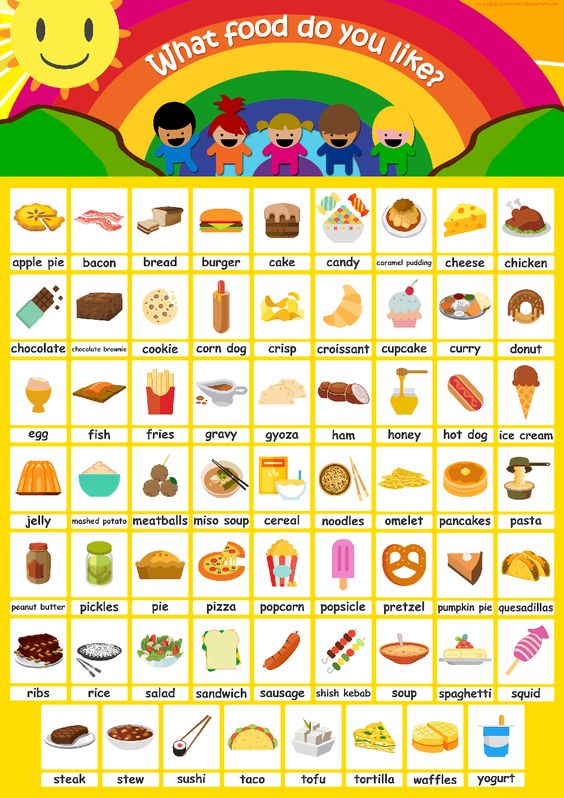 What food do you like?
apple pie bacon bread burger cake candy caramel pudding cheese chicken
chocolate chocolate brownie cookie corn dog crisp croissant cupcake curry donut
egg fish fries gravy gyoza ham honey hot dog ice cream
jelly mashed potato meatballs miso soup cereal noodles omelet pancakes pasta
peanut butter pickles pie pizza popcorn popsicle pretzel pumpkin pie quesadillas
ribs rice salad sandwich sausage shish kebab soup spaghetti squid
steak stew sushi taco tofu tortilla waffles yogurt